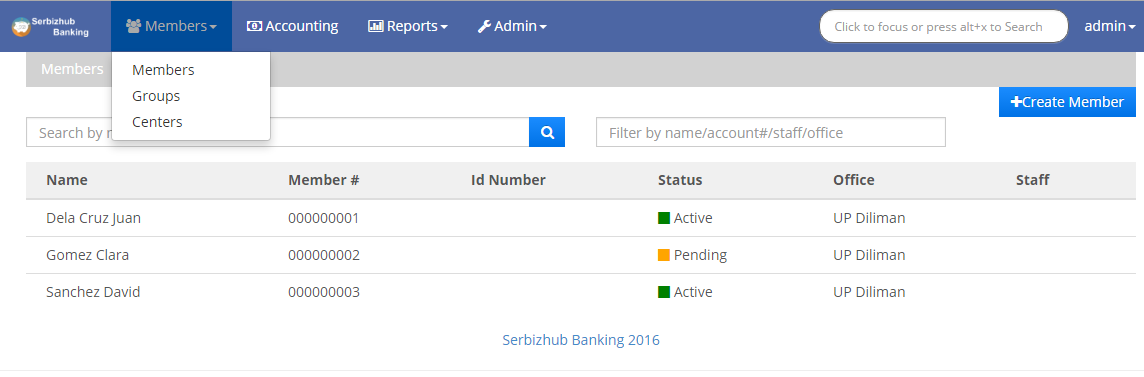 Serbizhub Banking
Members
Accounting
Reports
Admin
Click to focus or press alt+x to Search
admin
Members
Members
Groups
Centers
Create Member
Search by
Filter by name/account#/staff/office
Name Member # Id Number Status Office Staff
Dela Cruz Juan 000000001 Active UP Diliman
Gomez Clara 000000002 Pending UP Diliman
Sanchez David 000000003 Active UP Diliman
Serbizhub Banking 2016